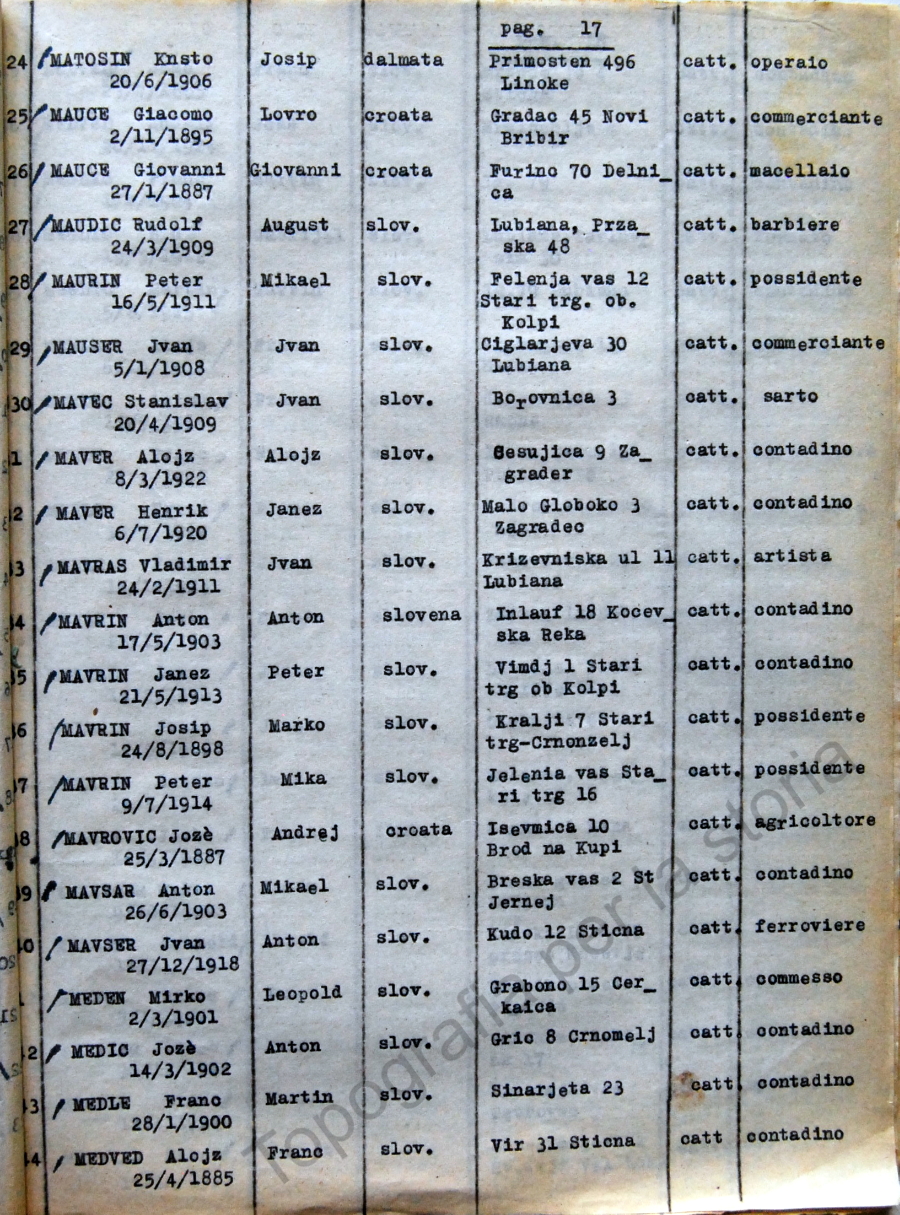 pag. 17
24 MATOSIN Knsto Josip dalmata Primosten 496 catt. operaio
20/6/1906 Linoke
25 MAUCE Giacomo Lovro croata Gradac 45 Novi catt. commerciante
2/11/1895 Bribir
26 MAUCE Giovanni Giovanni croata Furino 70 Delni_ catt. macellaio
27/1/1887 ca
27 MAUDIC Rudolf August slov. Lubiana, Prza_ catt. barbiere
24/3/1909 ska 48
28 MAURIN Peter Mikael slov. Felenja vas 12 catt. possidente
16/5/1911 Stari trg. ob.
Kolpi
29 MAUSER Jvan Jvan slov. Ciglarjeva 30 catt. commerciante
5/1/1908 Lubiana
30 MAVEC Stanislav Jvan slov. Borovnica 3 catt. sarto
20/4/1909
1 MAVER Alojz Alojz slov. Sesujica 9 Za_ catt. contadino
8/3/1922 grader
2 MAVER Henrik Janez slov. Malo Globoko 3 catt. contadino
6/7/1920 Zagradec
3 MAVRAS Vladimir Jvan slov. Krizevniska ul 11 catt. artista
24/2/1911 Lubiana
4 MAVRIN Anton Anton slovena Inlauf 18 Kocev_ catt. contadino
17/5/1903 ska Reka
5 MAVRIN Janez Peter slov. Vimdj 1 Stari catt. contadino
21/5/1913 trg ob Kolpi
6 MAVRIN Josip Marko slov. Kralji 7 Stari catt. possidente
24/8/1898 trg-Crnonzelj
7 MAVRIN Peter Mika slov. Jelenia vas Sta_ catt. possidente
9/7/1914 ri trg 16
8 MAVROVIC Jozè Andrej croata Isevmica 10 catt. agricoltore
25/3/1887 Brod na Kupi
9 MAVSAR Anton Mikael slov. Breska vas 2 St catt. contadino
26/6/1903 Jernej
0 MAVSER Jvan Anton slov. Kudo 12 Sticna catt. ferroviere
27/12/1918
MEDEN Mirko Leopold slov. Grabono 15 Cer_ catt. commesso
2/3/1901 kaica
2 MEDIC Jozè Anton slov. Gric 8 Crnomelj catt. contadino
14/3/1902
3 MEDLE Franc Martin slov. Sinarjeta 23 catt contadino
28/1/1900
4 MEDVED Alojz Franc slov. Vir 31 Sticna catt contadino
25/4/1885
Topografia per la storia